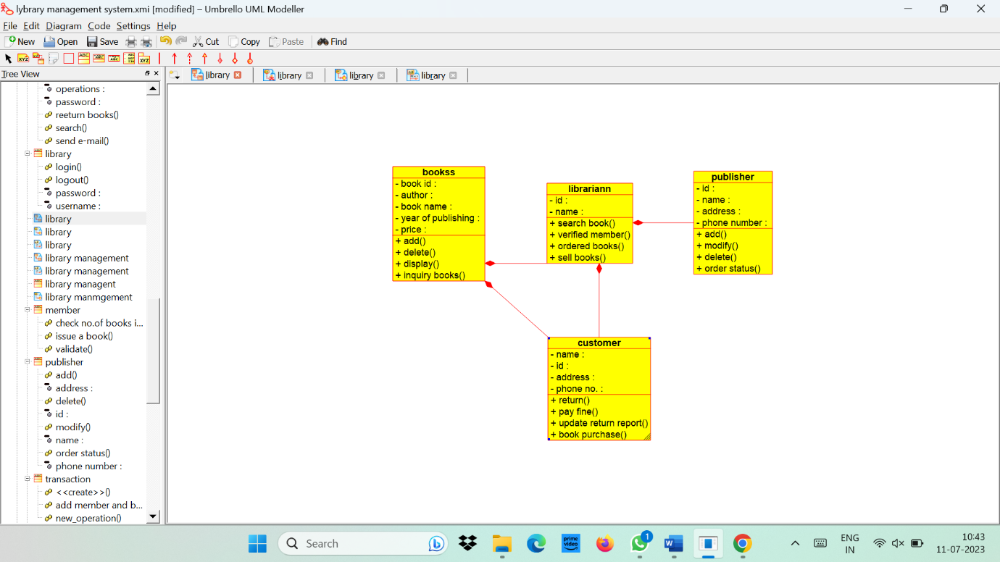 lybrary management system.xmi [modified] – Umbrello UML Modeller
File Edit Diagram Code Settings Help
New Open Save Cut Copy Paste Find
Tree View
library
library
library
library
operations :
password :
reeturn books()
search()
send e-mail()
library
login()
logout()
password :
username :
library
library
library
library management
library management
library managent
library manmgement
member
check no.of books i...
issue a book()
validate()
publisher
add()
address :
delete()
id :
modify()
name :
order status()
phone number :
transaction
<<create>>()
add member and b...
new_operation()
bookss
- book id :
- author :
- book name :
- year of publishing :
- price :
+ add()
+ delete()
+ display()
+ inquiry books()
librariann
- id :
- name :
+ search book()
+ verified member()
+ ordered books()
+ sell books()
publisher
- id :
- name :
- address :
- phone number :
+ add()
+ modify()
+ delete()
+ order status()
customer
- name :
- id :
- address :
- phone no. :
+ return()
+ pay fine()
+ update return report()
+ book purchase()
Search
prime
video
1
W
ENG
IN
10:43
11-07-2023